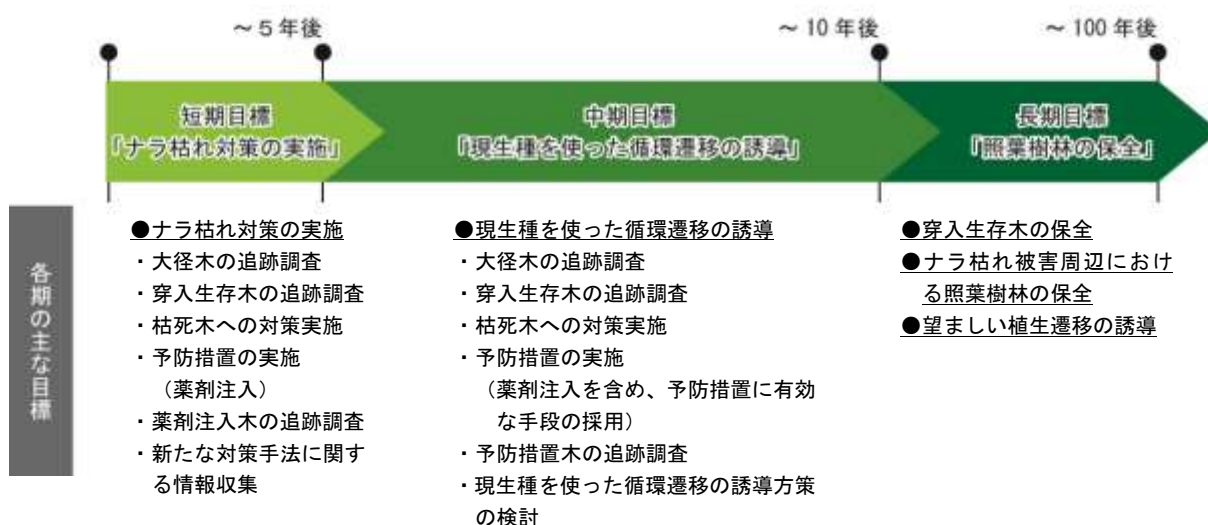 ～５年後
～10 年後
～100 年後
短期目標
「ナラ枯れ対策の実施」
中期目標
「現生種を使った循環遷移の誘導」
長期目標
「照葉樹林の保全」
各期の主な目標
●ナラ枯れ対策の実施
・大径木の追跡調査
・穿入生存木の追跡調査
・枯死木への対策実施
・予防措置の実施
（薬剤注入）
・薬剤注入木の追跡調査
・新たな対策手法に関す
る情報収集
●現生種を使った循環遷移の誘導
・大径木の追跡調査
・穿入生存木の追跡調査
・枯死木への対策実施
・予防措置の実施
（薬剤注入を含め、予防措置に有効
な手段の採用）
・予防措置木の追跡調査
・現生種を使った循環遷移の誘導方策
の検討
●穿入生存木の保全
●ナラ枯れ被害周辺におけ
る照葉樹林の保全
●望ましい植生遷移の誘導